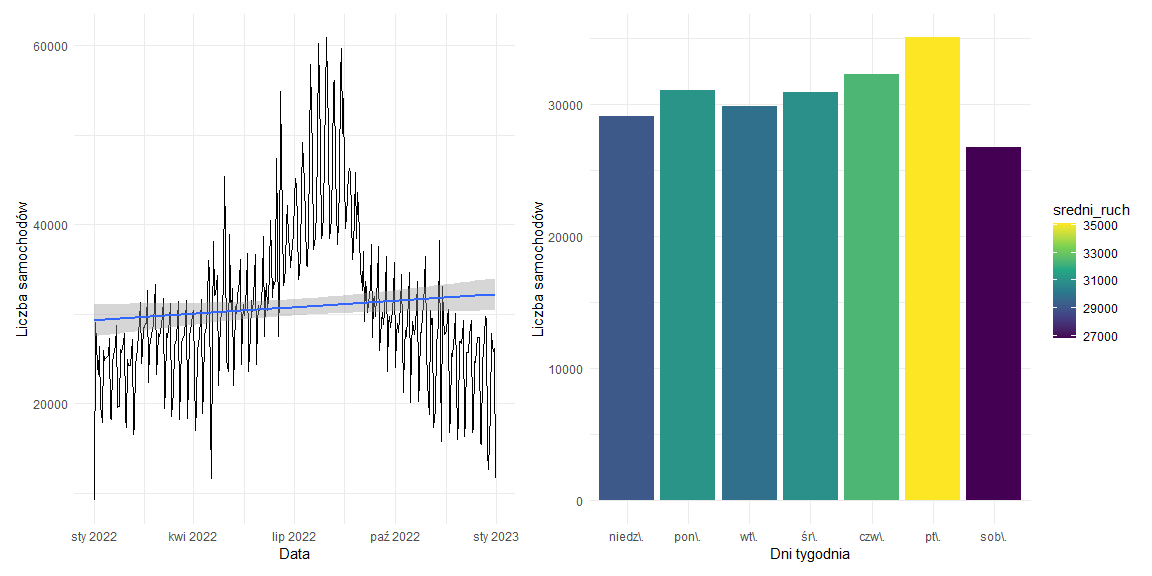 60000
40000
20000
Liczba samochodów
sty 2022
kwi 2022
lip 2022
paź 2022
sty 2023
Data
30000
20000
10000
0
Liczba samochodów
niedz\.
pon\.
wt\.
śr\.
czw\.
pt\.
sob\.
Dni tygodnia
sredni_ruch
35000
33000
31000
29000
27000